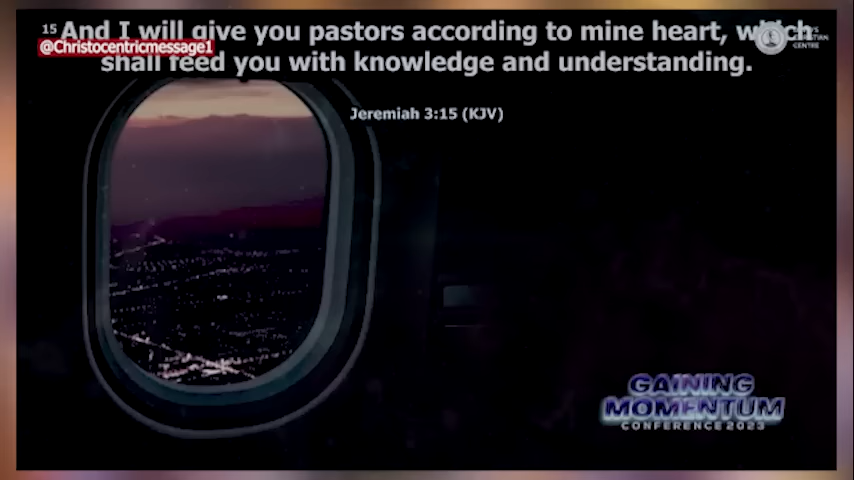 15 And I will give you pastors according to mine heart, which
@Christocentricmessage1
shall feed you with knowledge and understanding.
Jeremiah 3:15 (KJV)
GAINING
MOMENTUM
CONFERENCE 2023
CENTRE